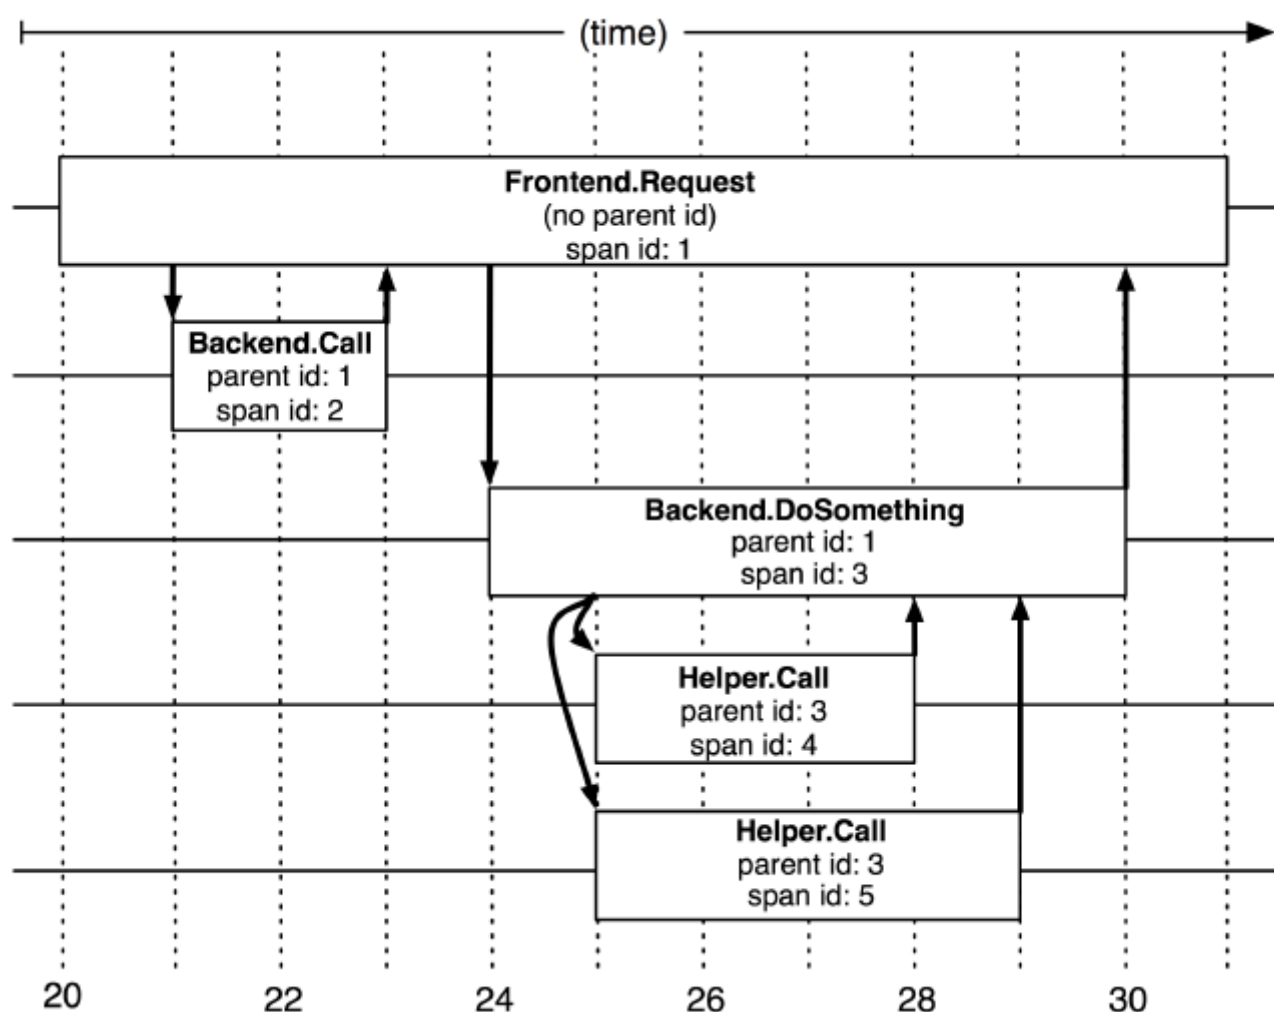 (time)
Frontend.Request
(no parent id)
span id: 1
Backend.Call
parent id: 1
span id: 2
Backend.DoSomething
parent id: 1
span id: 3
Helper.Call
parent id: 3
span id: 4
Helper.Call
parent id: 3
span id: 5
20 22 24 26 28 30